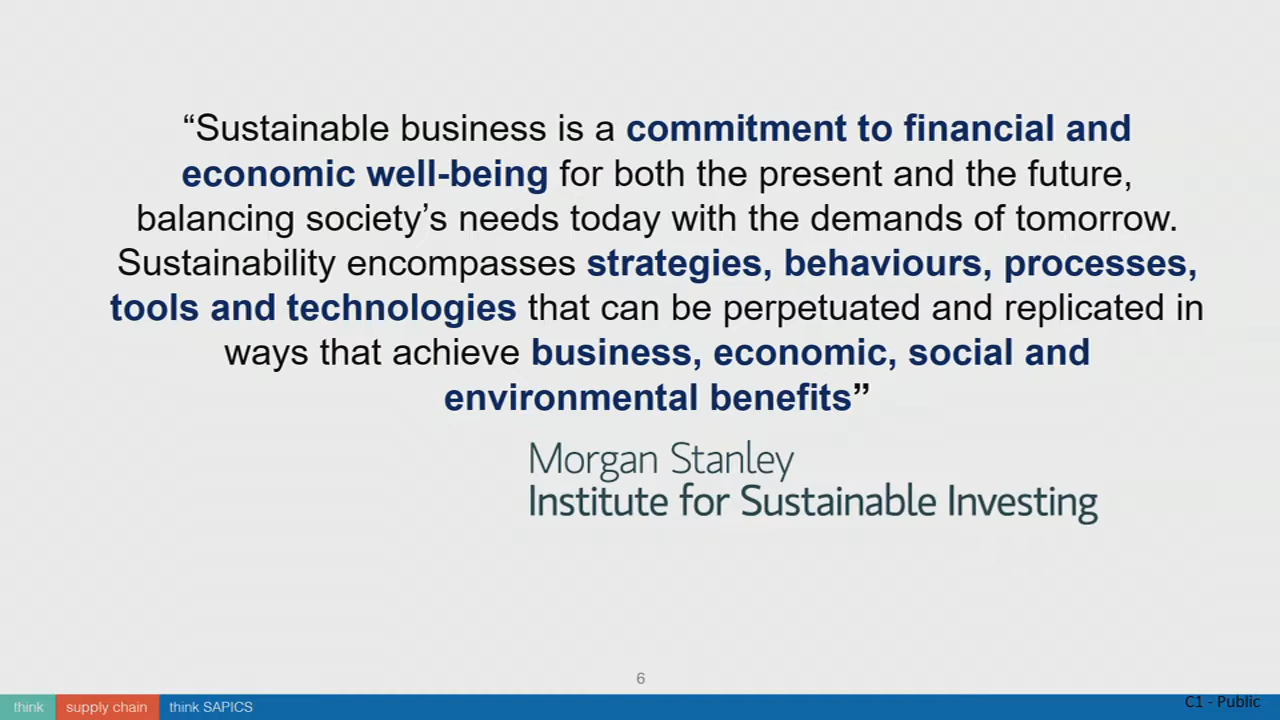 “Sustainable business is a commitment to financial and
economic well-being for both the present and the future,
balancing society’s needs today with the demands of tomorrow.
Sustainability encompasses strategies, behaviours, processes,
tools and technologies that can be perpetuated and replicated in
ways that achieve business, economic, social and
environmental benefits”
Morgan Stanley
Institute for Sustainable Investing
6
think supply chain think SAPICS C1 - Public